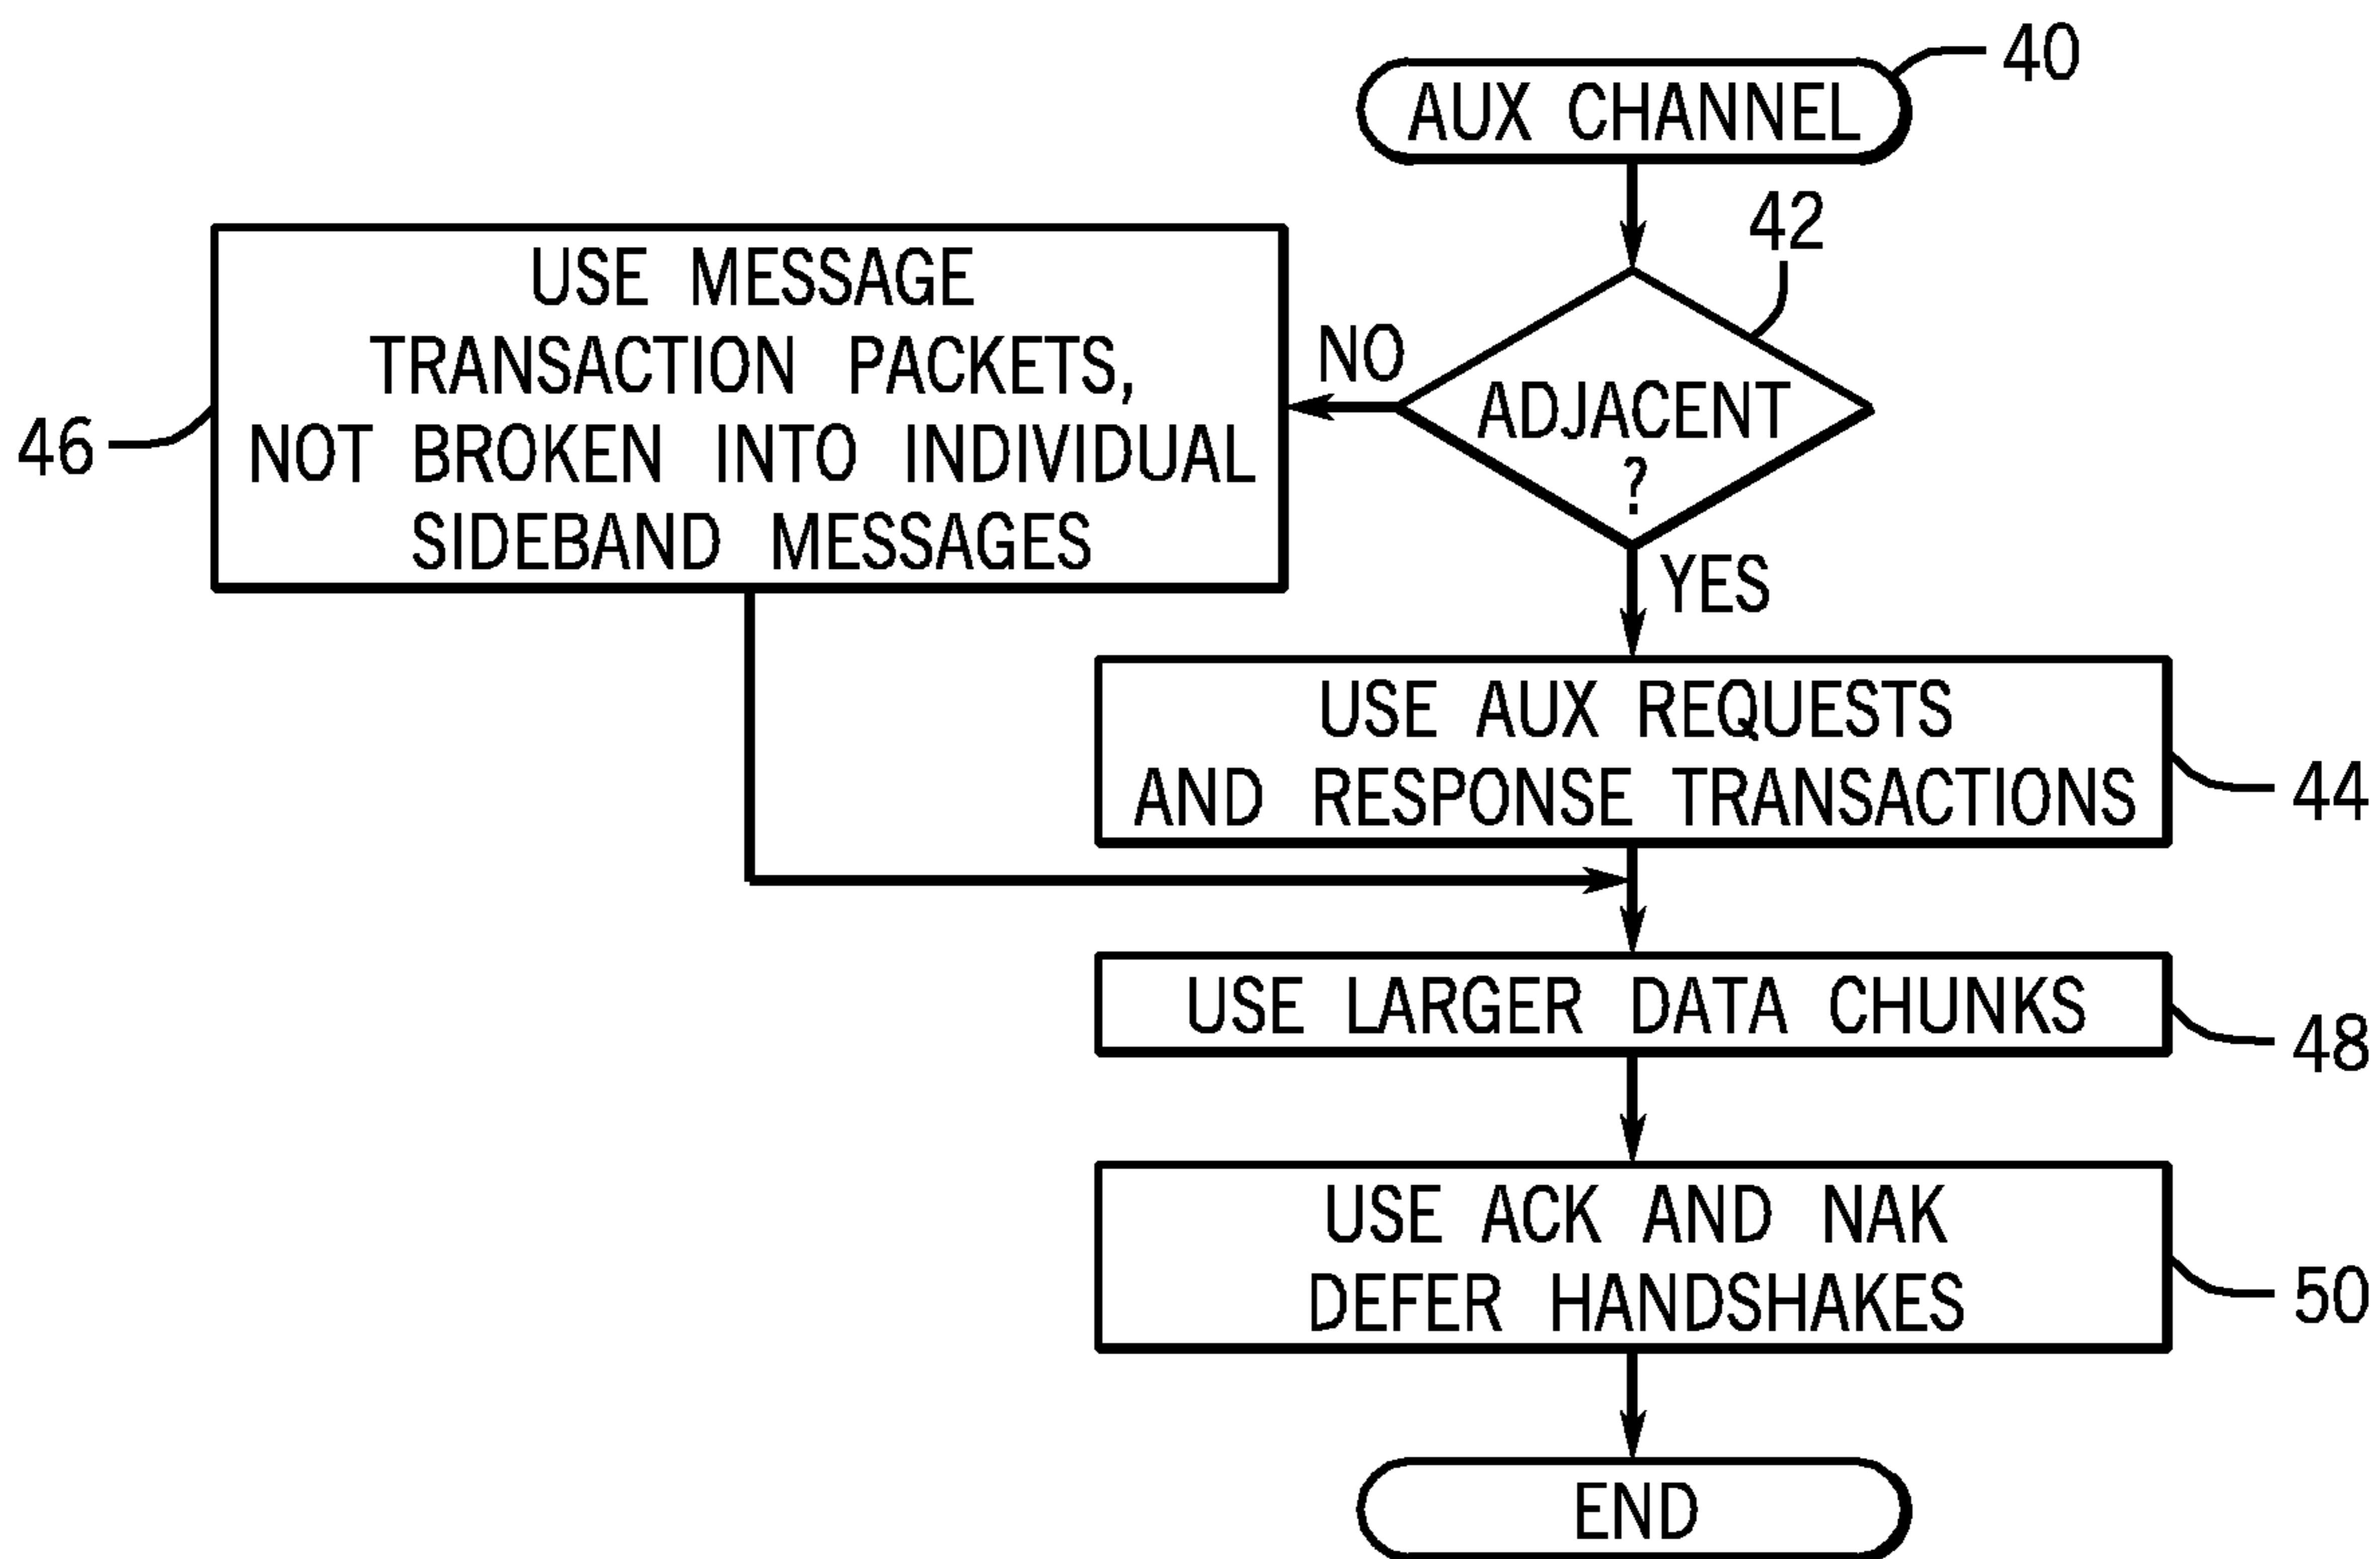 AUX CHANNEL
40
42
ADJACENT
?
NO
YES
USE MESSAGE
TRANSACTION PACKETS,
NOT BROKEN INTO INDIVIDUAL
SIDEBAND MESSAGES
46
USE AUX REQUESTS
AND RESPONSE TRANSACTIONS
44
USE LARGER DATA CHUNKS
48
USE ACK AND NAK
DEFER HANDSHAKES
50
END